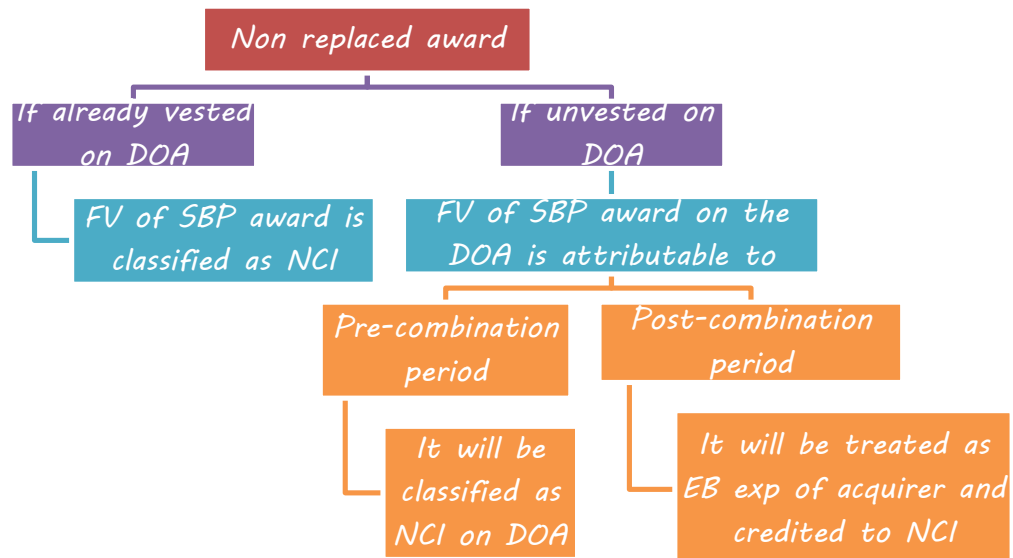 Non replaced award
If already vested
on DOA
If unvested on
DOA
FV of SBP award is
classified as NCI
FV of SBP award on the
DOA is attributable to
Pre-combination
period
Post-combination
period
It will be
classified as
NCI on DOA
It will be treated as
EB exp of acquirer and
credited to NCI